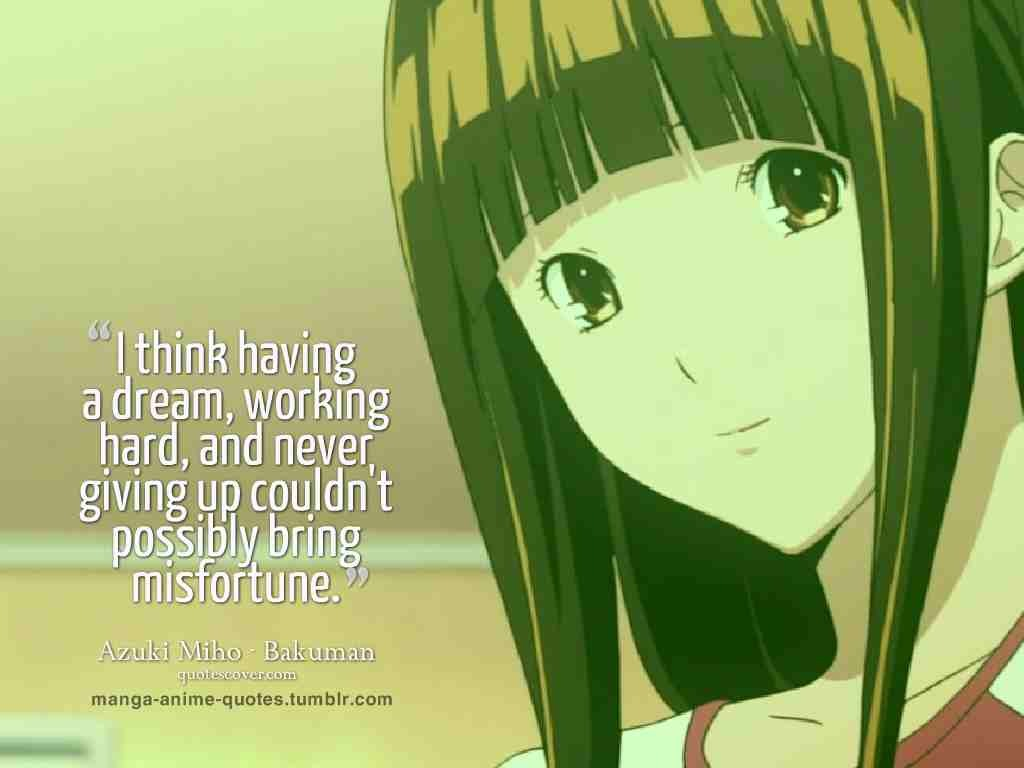 “I think having
a dream, working
hard, and never
giving up couldn't
possibly bring
misfortune.”
Azuki Miho - Bakuman
quotescover.com
manga-anime-quotes.tumblr.com